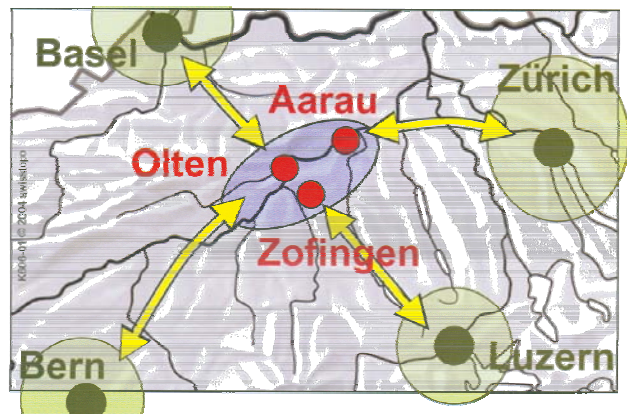 Basel
Zürich
Aarau
Olten
Zofingen
Bern
Luzern
K606-01 © 2004 swisstopo